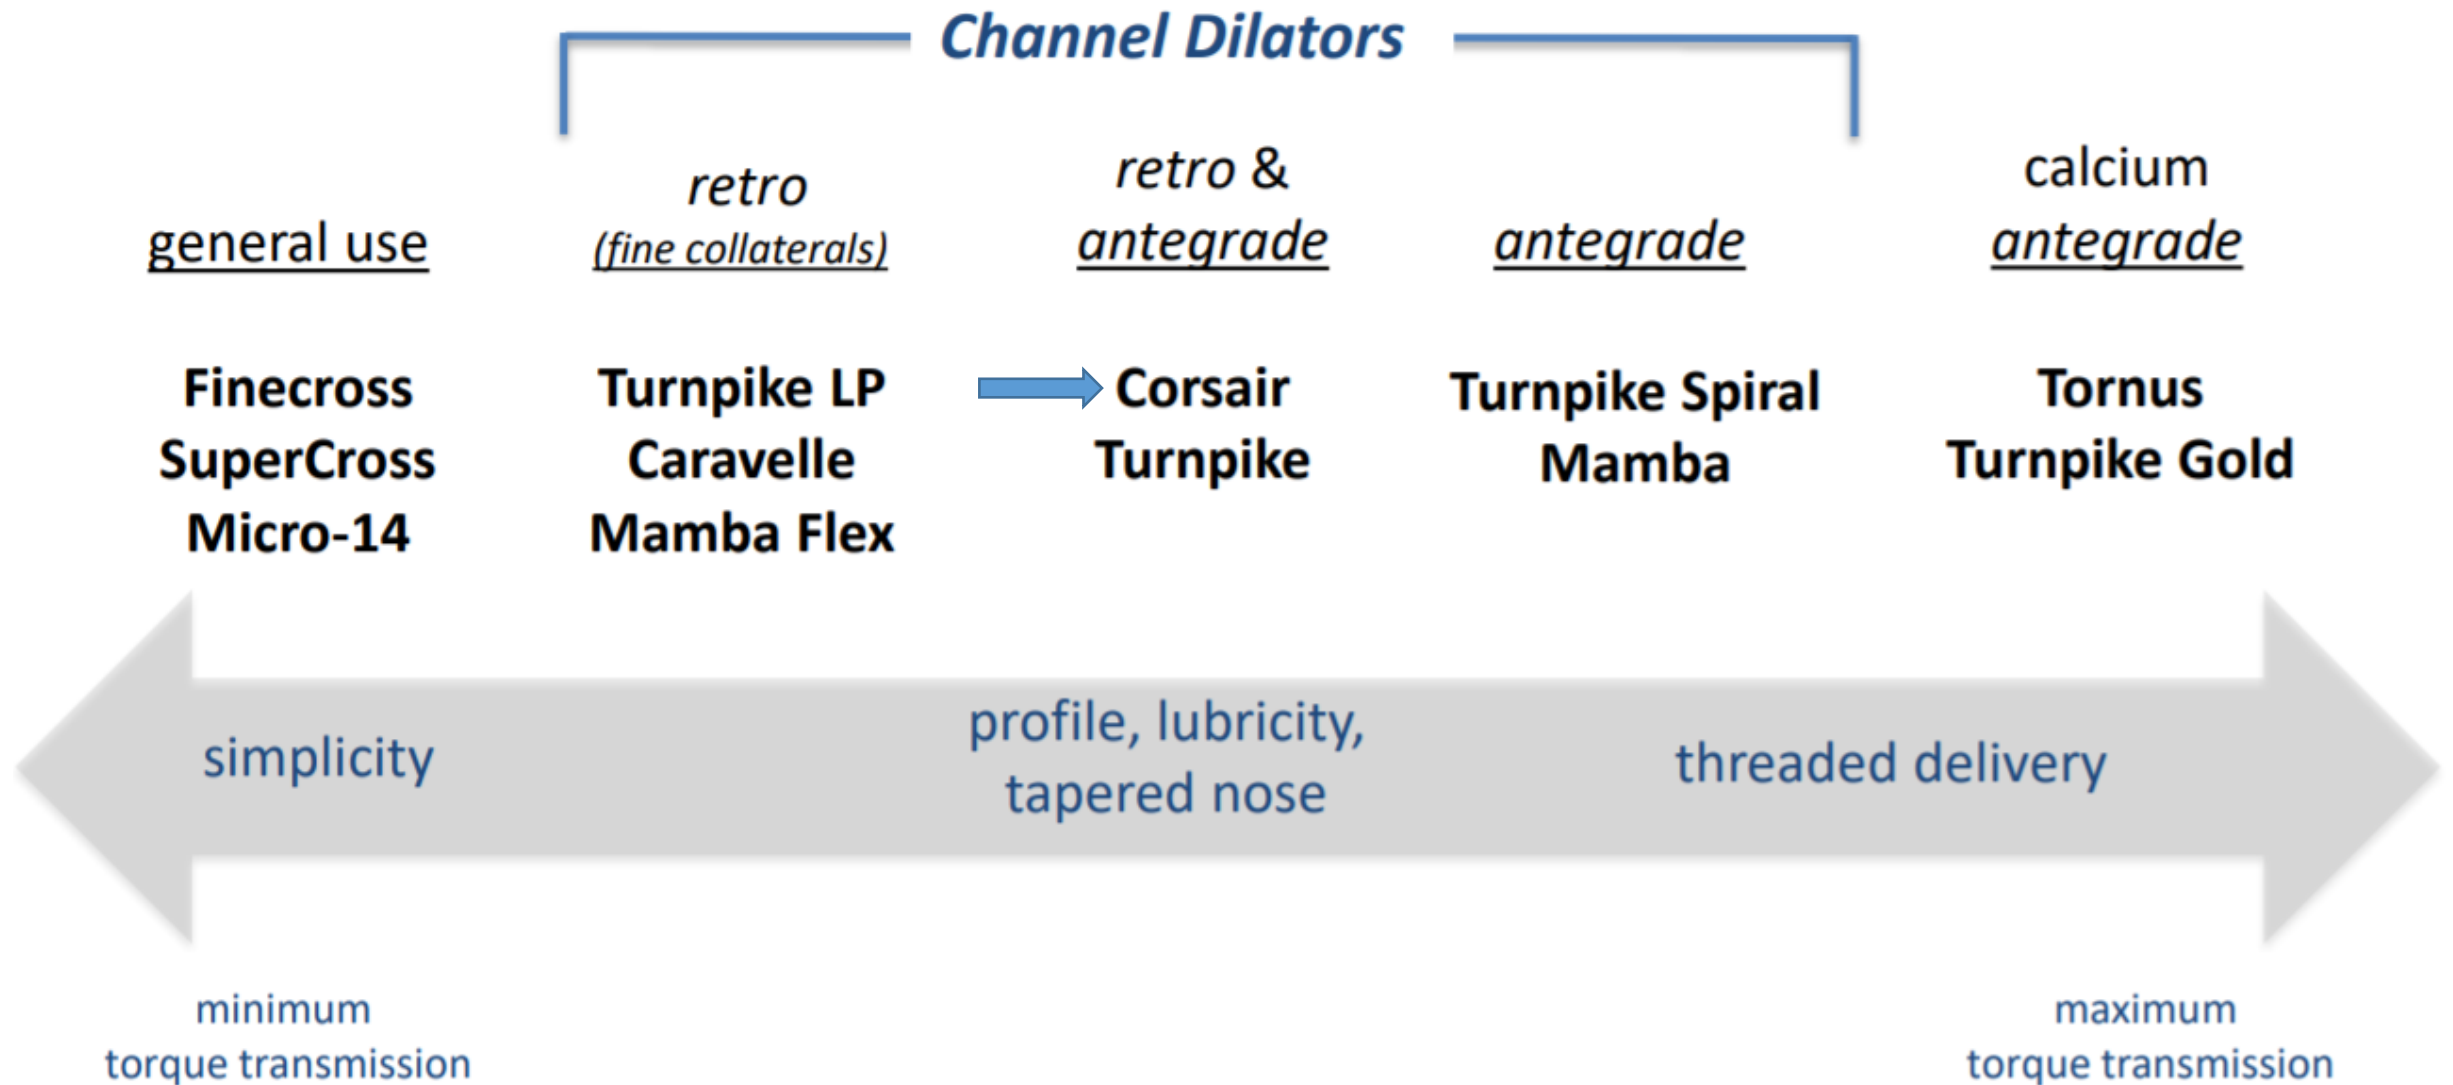 Channel Dilators
general use
retro
(fine collaterals)
retro &
antegrade
antegrade
calcium
antegrade
Finecross
SuperCross
Micro-14
Turnpike LP
Caravelle
Mamba Flex
Corsair
Turnpike
Turnpike Spiral
Mamba
Tornus
Turnpike Gold
simplicity
profile, lubricity,
tapered nose
threaded delivery
minimum
torque transmission
maximum
torque transmission